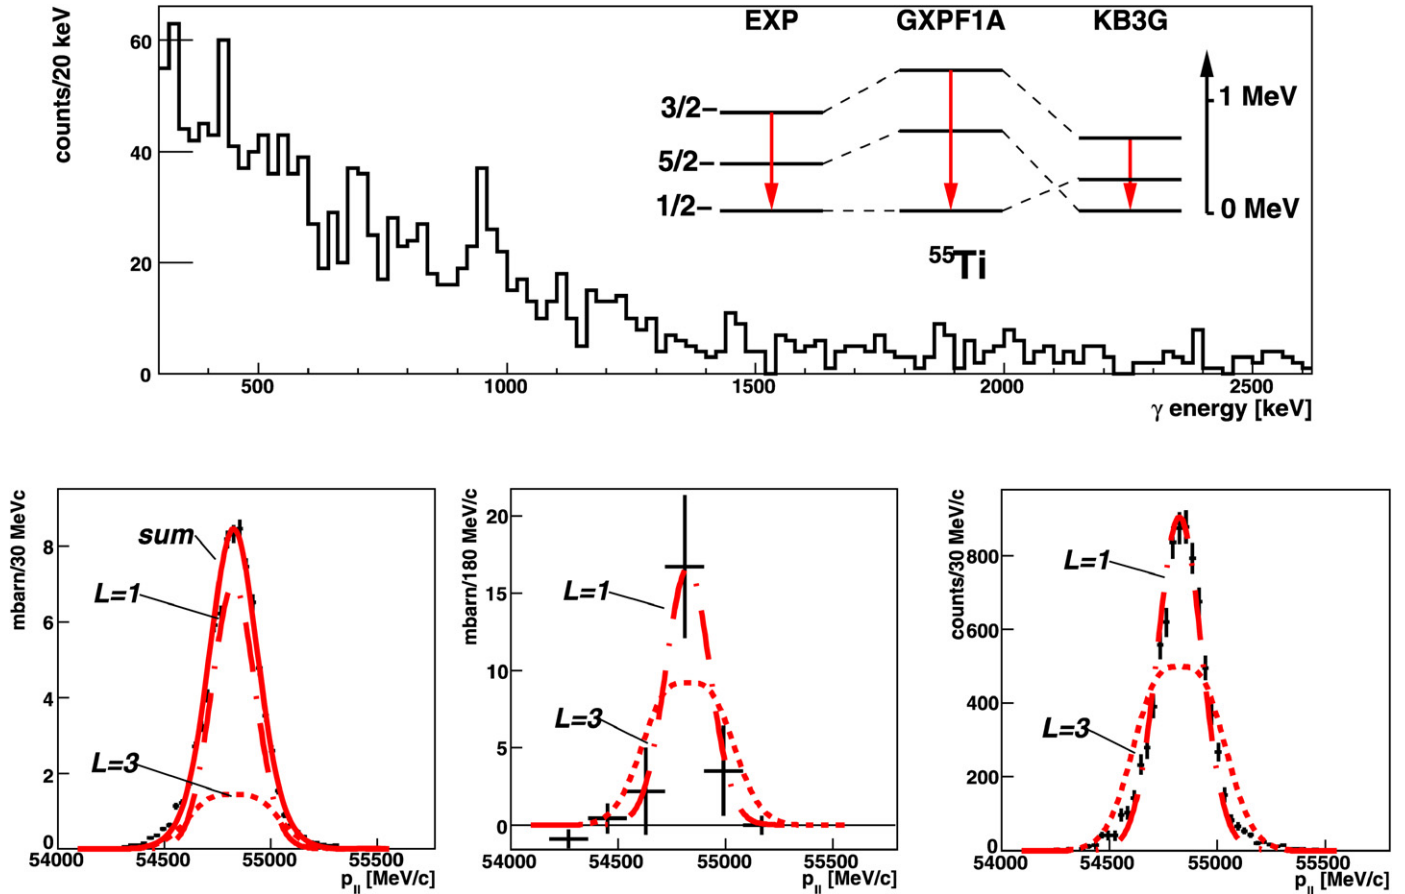 counts/20 keV
60
40
20
0
500
1000
1500
2000
2500
γ energy [keV]
EXP GXPF1A KB3G
3/2–
5/2–
1/2–
1 MeV
0 MeV
55Ti
mbarn/30 MeV/c
8
6
4
2
0
54000 54500 55000 55500
p|| [MeV/c]
sum
L=1
L=3
mbarn/180 MeV/c
20
15
10
5
0
54000 54500 55000 55500
p|| [MeV/c]
L=1
L=3
counts/30 MeV/c
800
600
400
200
0
54000 54500 55000 55500
p|| [MeV/c]
L=1
L=3